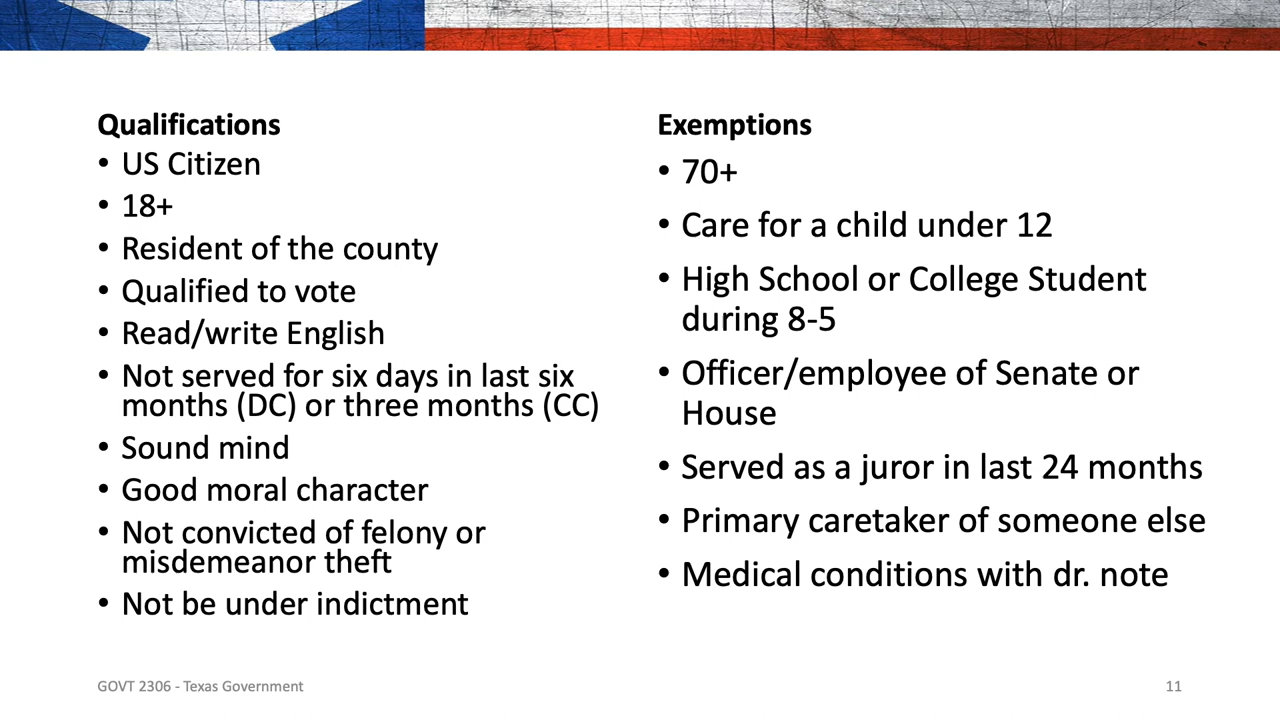 Qualifications
• US Citizen
• 18+
• Resident of the county
• Qualified to vote
• Read/write English
• Not served for six days in last six
months (DC) or three months (CC)
• Sound mind
• Good moral character
• Not convicted of felony or
misdemeanor theft
• Not be under indictment
Exemptions
• 70+
• Care for a child under 12
• High School or College Student
during 8-5
• Officer/employee of Senate or
House
• Served as a juror in last 24 months
• Primary caretaker of someone else
• Medical conditions with dr. note
GOVT 2306 - Texas Government
11